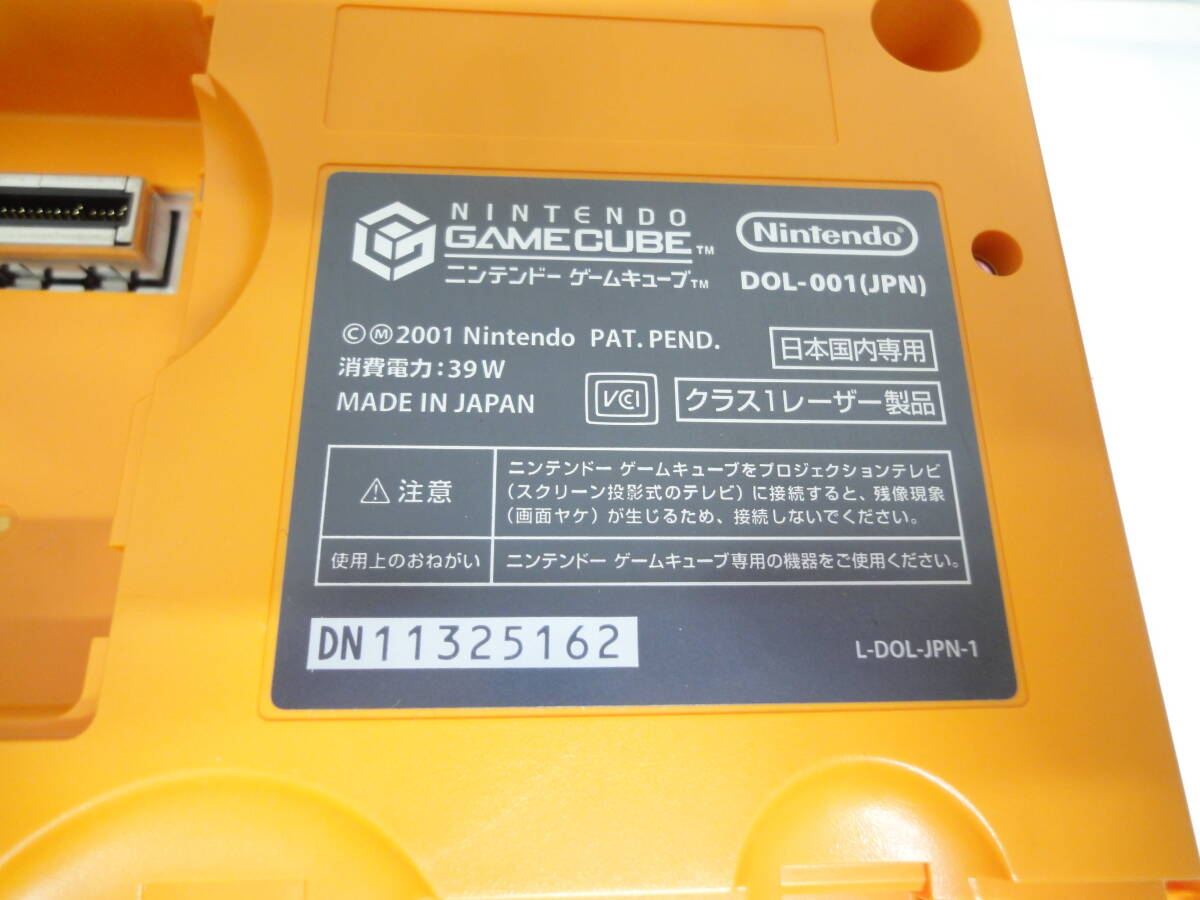 NINTENDO
GAMECUBE™
ニンテンドー ゲームキューブ™
Nintendo®
DOL-001(JPN)
ⒸⓂ2001 Nintendo PAT. PEND.
日本国内専用
消費電力:39W
MADE IN JAPAN
VCI
クラス1レーザー製品
⚠注意
ニンテンドー ゲームキューブをプロジェクションテレビ
(スクリーン投影式のテレビ)に接続すると、残像現象
(画面ヤケ)が生じるため、接続しないでください。
使用上のおねがい
ニンテンドー ゲームキューブ専用の機器をご使用ください。
DN11325162
L-DOL-JPN-1